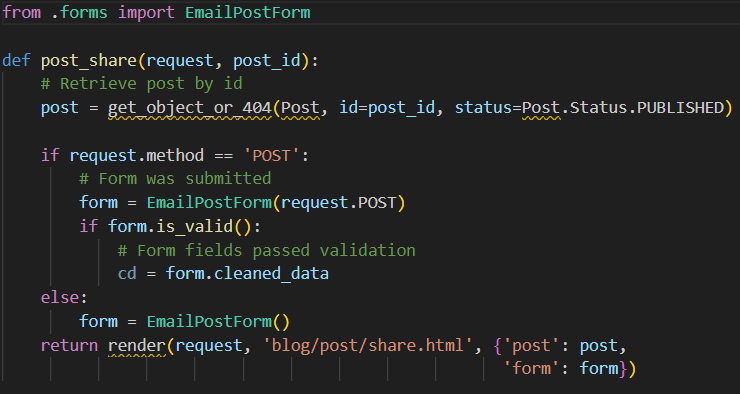 from .forms import EmailPostForm
def post_share(request, post_id):
# Retrieve post by id
post = get_object_or_404(Post, id=post_id, status=Post.Status.PUBLISHED)
if request.method == 'POST':
# Form was submitted
form = EmailPostForm(request.POST)
if form.is_valid():
# Form fields passed validation
cd = form.cleaned_data
else:
form = EmailPostForm()
return render(request, 'blog/post/share.html', {'post': post,
'form': form})